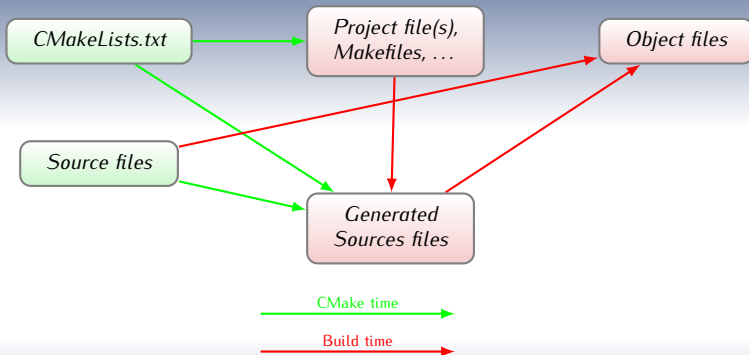 CMakeLists.txt
Project file(s),
Makefiles, ...
Object files
Source files
Generated
Sources files
CMake time
Build time